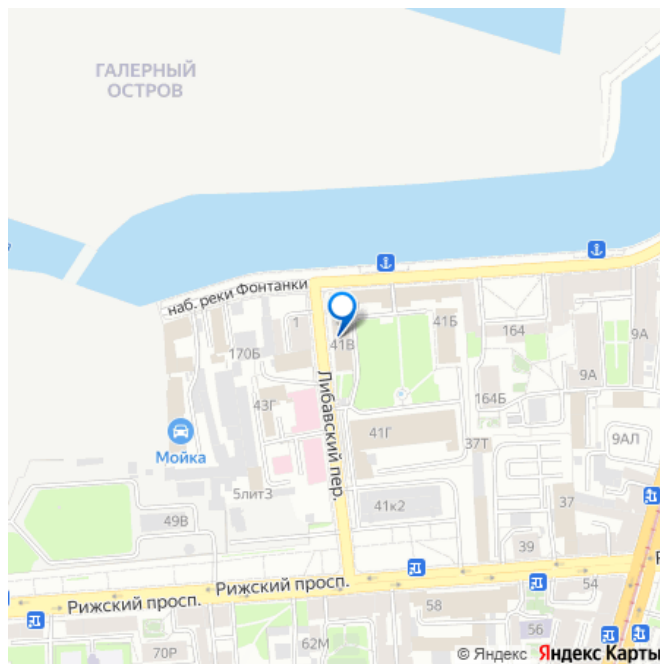 ГАЛЕРНЫЙ
ОСТРОВ
наб. реки Фонтанки
1
41В
41Б
164
9А
9А
170Б
43Г
Либавский пер.
164Б
41Г
37Т
9АЛ
Мойка
5литЗ
41к2
37
49В
39
Рижский просп.
Рижский просп.
54
58
56
70Р
62М
© Яндекс Яндекс Карты